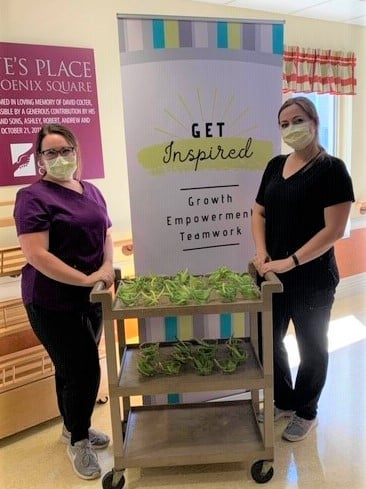 E'S PLACE
OENIX SQUARE
MED IN LOVING MEMORY OF DAVID COLTER,
SIBLE BY A GENEROUS CONTRIBUTION BY HIS
AND SONS, ASHLEY, ROBERT, ANDREW AND
OCTOBER 21, 201
GET
Inspired
Growth
Empowerment
Teamwork